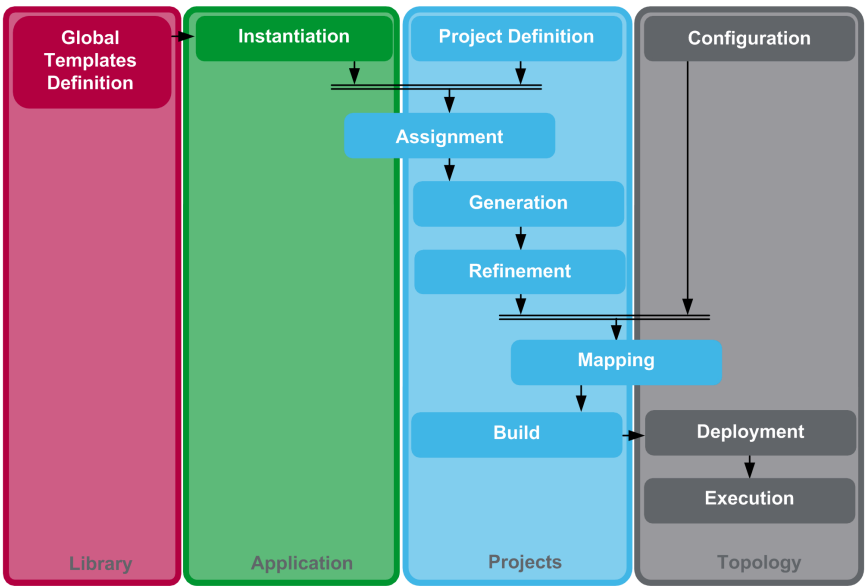 Global
Templates
Definition
Instantiation
Project Definition
Configuration
Assignment
Generation
Refinement
Mapping
Build
Deployment
Execution
Library
Application
Projects
Topology